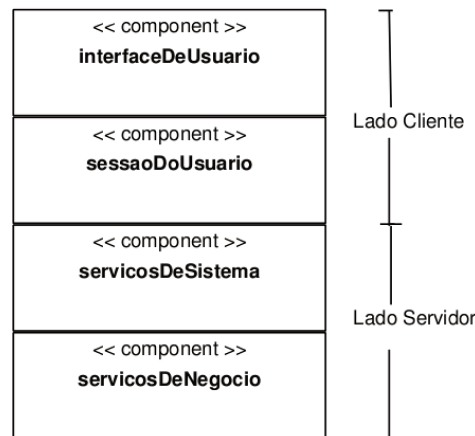 << component >>
interfaceDeUsuario
<< component >>
sessaoDoUsuario
<< component >>
servicosDeSistema
<< component >>
servicosDeNegocio
Lado Cliente
Lado Servidor